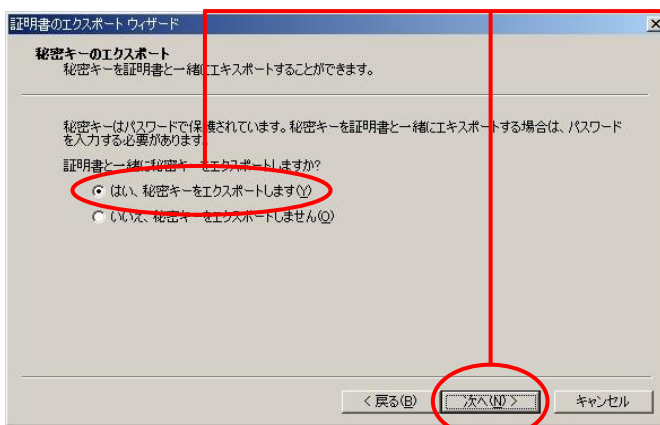 証明書のエクスポート ウィザード
秘密キーのエクスポート
秘密キーを証明書と一緒にエキスポートすることができます。
秘密キーはパスワードで保護されています。秘密キーを証明書と一緒にエキスポートする場合は、パスワード
を入力する必要があります。
証明書と一緒に秘密キーをエクスポートしますか?
はい、秘密キーをエクスポートします(Y)
いいえ、秘密キーをエクスポートしません(O)
< 戻る(B)
次へ(N) >
キャンセル